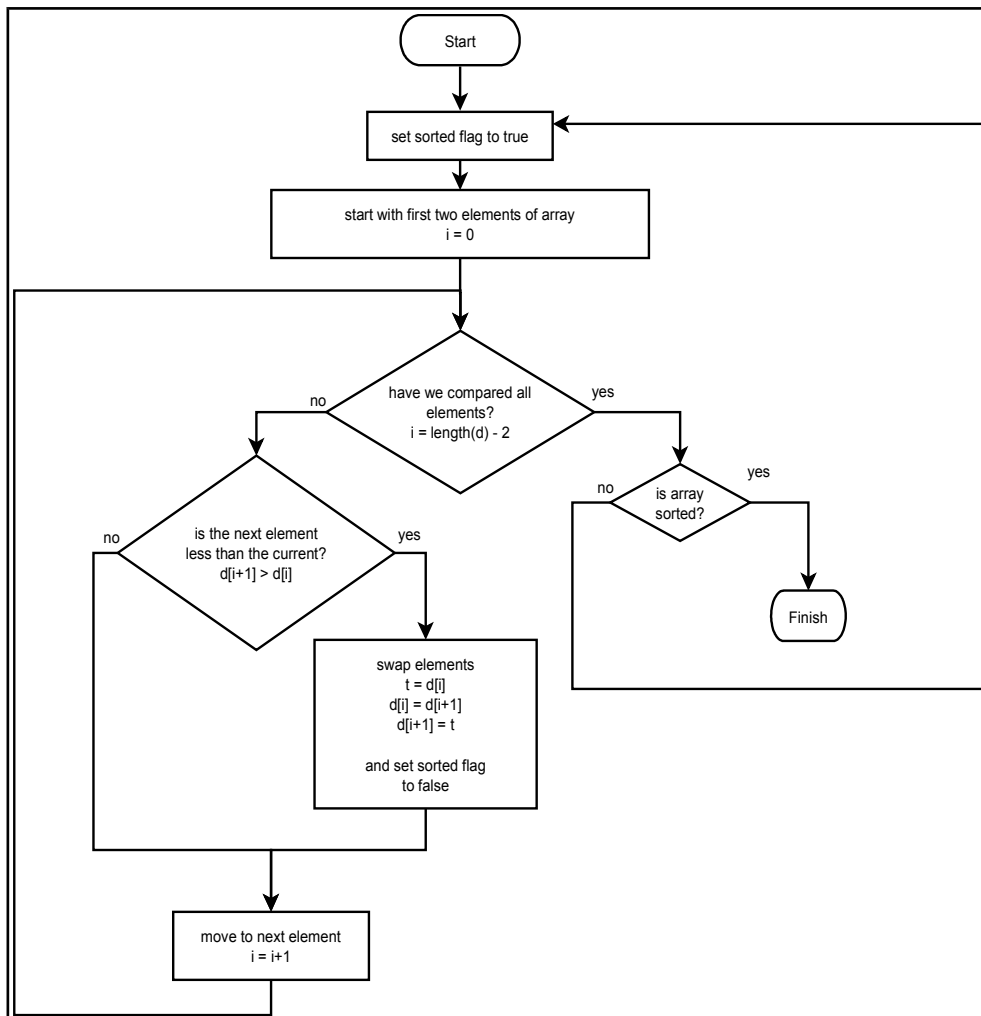 Start
set sorted flag to true
start with first two elements of array
i = 0
have we compared all
elements?
i = length(d) - 2
no
yes
is the next element
less than the current?
d[i+1] > d[i]
no
yes
is array
sorted?
no
yes
Finish
swap elements
t = d[i]
d[i] = d[i+1]
d[i+1] = t
and set sorted flag
to false
move to next element
i = i+1